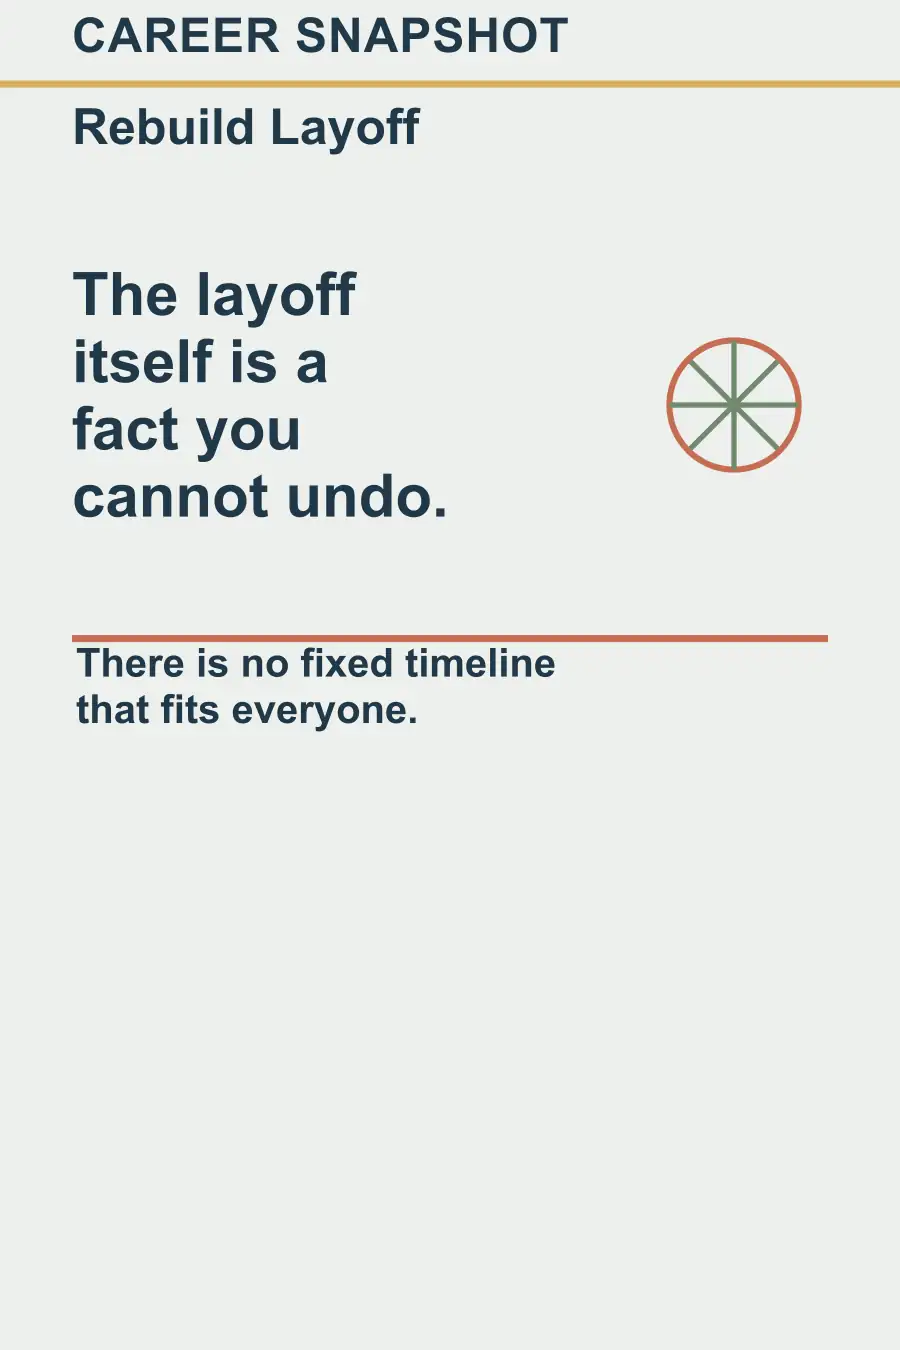 CAREER SNAPSHOT
Rebuild Layoff
The layoff
itself is a
fact you
cannot undo.
There is no fixed timeline
that fits everyone.